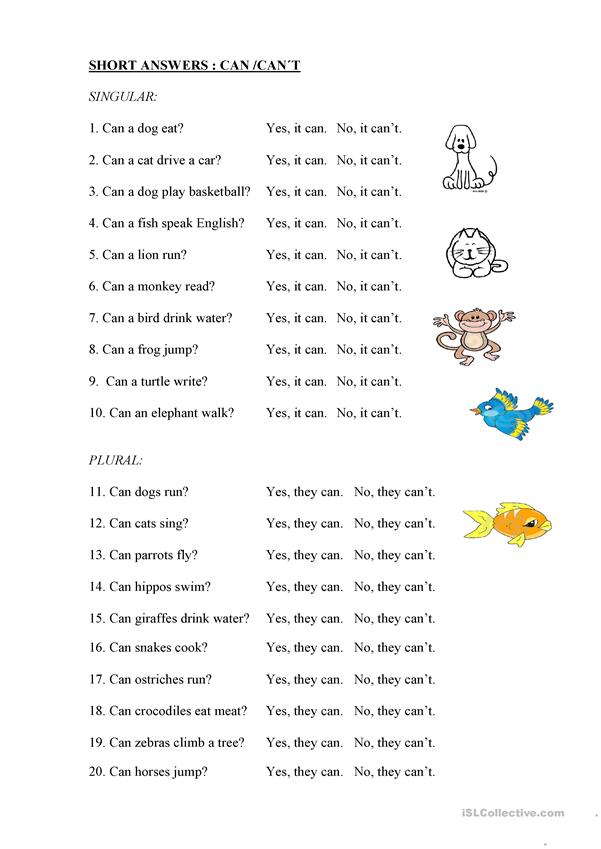 SHORT ANSWERS : CAN /CAN´T
SINGULAR:
1. Can a dog eat? Yes, it can. No, it can’t.
2. Can a cat drive a car? Yes, it can. No, it can’t.
3. Can a dog play basketball? Yes, it can. No, it can’t.
4. Can a fish speak English? Yes, it can. No, it can’t.
5. Can a lion run? Yes, it can. No, it can’t.
6. Can a monkey read? Yes, it can. No, it can’t.
7. Can a bird drink water? Yes, it can. No, it can’t.
8. Can a frog jump? Yes, it can. No, it can’t.
9. Can a turtle write? Yes, it can. No, it can’t.
10. Can an elephant walk? Yes, it can. No, it can’t.
PLURAL:
11. Can dogs run? Yes, they can. No, they can’t.
12. Can cats sing? Yes, they can. No, they can’t.
13. Can parrots fly? Yes, they can. No, they can’t.
14. Can hippos swim? Yes, they can. No, they can’t.
15. Can giraffes drink water? Yes, they can. No, they can’t.
16. Can snakes cook? Yes, they can. No, they can’t.
17. Can ostriches run? Yes, they can. No, they can’t.
18. Can crocodiles eat meat? Yes, they can. No, they can’t.
19. Can zebras climb a tree? Yes, they can. No, they can’t.
20. Can horses jump? Yes, they can. No, they can’t.
iSLCollective.com